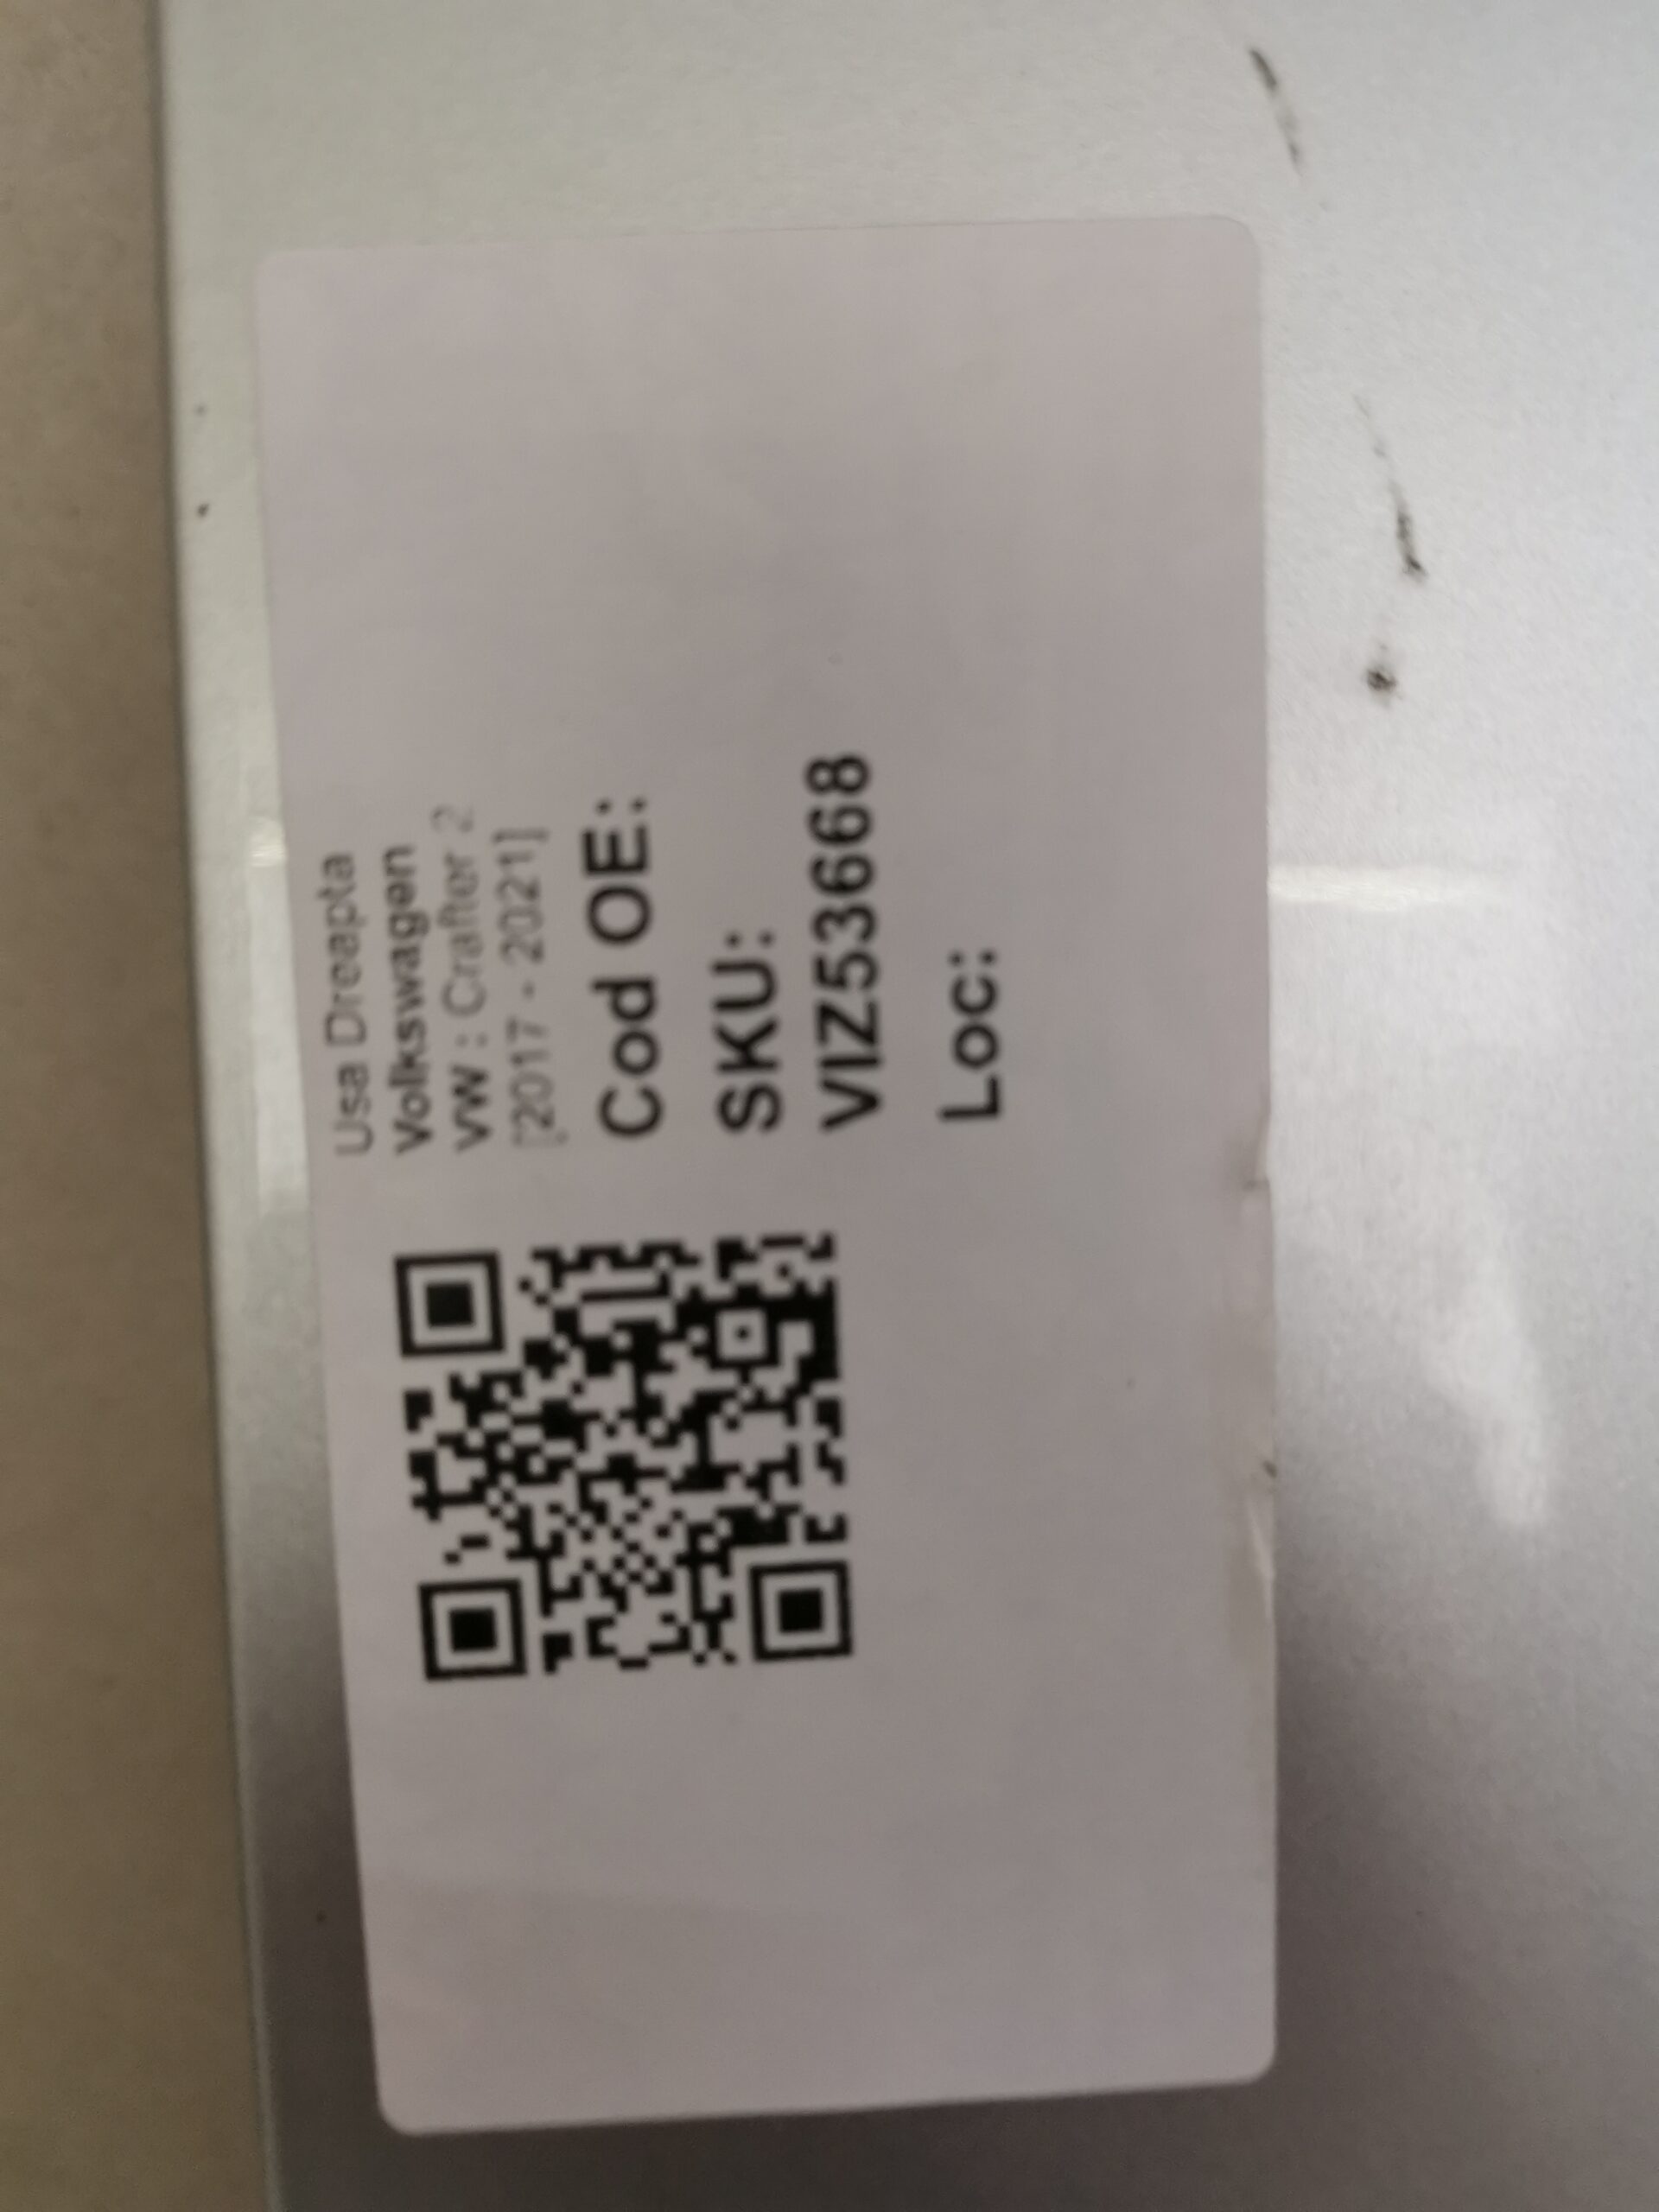 Usa Dreapta
Volkswagen
VW : Crafter 2
[2017 - 2021]
Cod OE:
SKU:
VIZ53668
Loc: